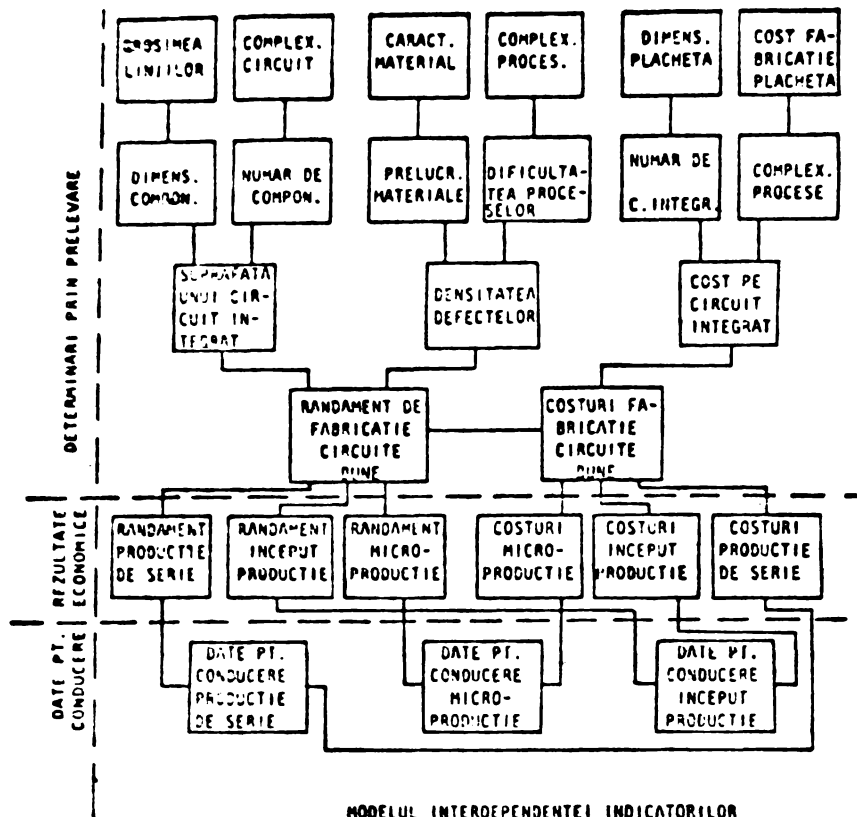 GROSIMEA
LINIILOR
COMPLEX.
CIRCUIT
CARACT.
MATERIAL
COMPLEX.
PROCES.
DIMENS.
PLACHETA
COST FA-
BRICATIE
PLACHETA
DIMENS.
COMPON.
NUMAR DE
COMPON.
PRELUCR.
MATERIALE
DIFICULTA-
TEA PROCE-
SELOR
NUMAR DE
C. INTEGR.
COMPLEX.
PROCESE
SUPRAFATA
UNUI CIR-
CUIT IN-
TEGRAT
DENSITATEA
DEFECTELOR
COST PE
CIRCUIT
INTEGRAT
DETERMINARI PRIN PRELEVARE
RANDAMENT DE
FABRICATIE
CIRCUITE
BUNE
COSTURI FA-
BRICATIE
CIRCUITE
BUNE
REZULTATE
ECONOMICE
RANDAMENT
PRODUCTIE
DE SERIE
RANDAMENT
INCEPUT
PRODUCTIE
RANDAMENT
MICRO-
PRODUCTIE
COSTURI
MICRO-
PRODUCTIE
COSTURI
INCEPUT
PRODUCTIE
COSTURI
PRODUCTIE
DE SERIE
DATE PT.
CONDUCERE
DATE PT.
CONDUCERE
PRODUCTIE
DE SERIE
DATE PT.
CONDUCERE
MICRO-
PRODUCTIE
DATE PT.
CONDUCERE
INCEPUT
PRODUCTIE
MODELUL INTERDEPENDENTEI INDICATORILOR